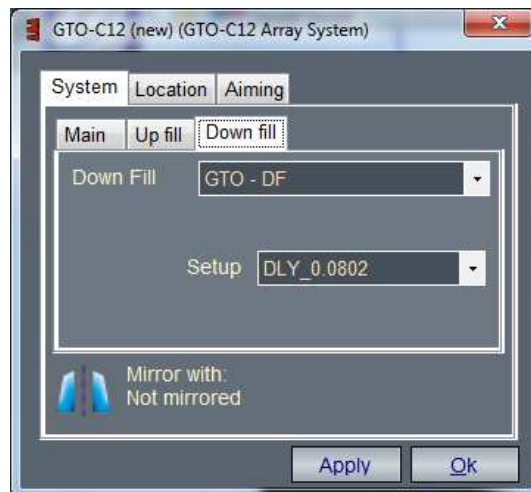 GTO-C12 (new) (GTO-C12 Array System)
System Location Aiming
Main Up fill Down fill
Down Fill GTO - DF
Setup DLY_0.0802
Mirror with:
Not mirrored
Apply Ok